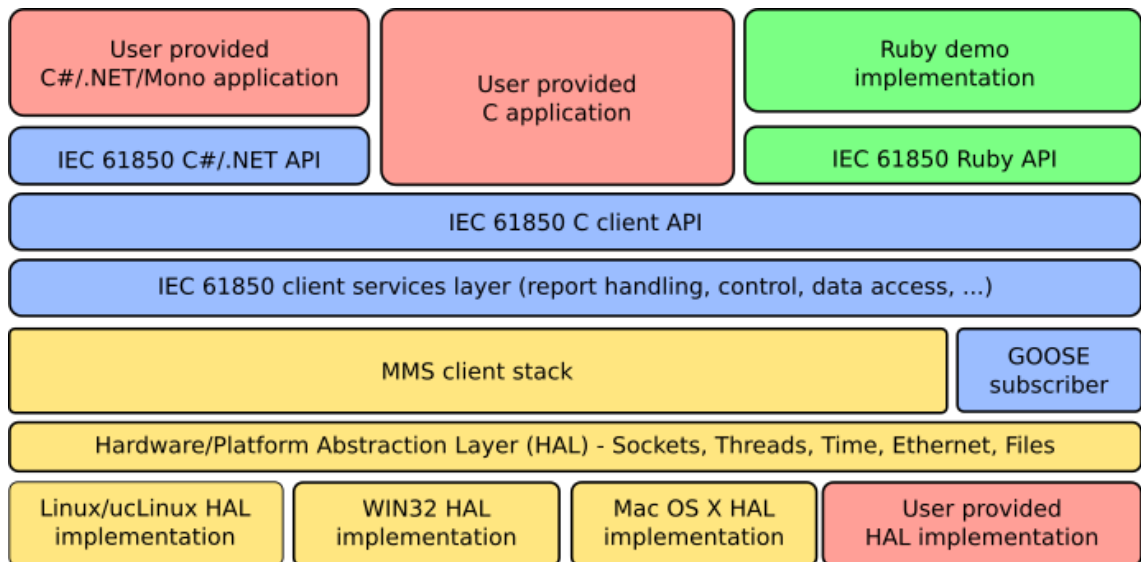 User provided
C#/.NET/Mono application
User provided
C application
Ruby demo
implementation
IEC 61850 C#/.NET API
IEC 61850 Ruby API
IEC 61850 C client API
IEC 61850 client services layer (report handling, control, data access, ...)
MMS client stack
GOOSE
subscriber
Hardware/Platform Abstraction Layer (HAL) - Sockets, Threads, Time, Ethernet, Files
Linux/ucLinux HAL
implementation
WIN32 HAL
implementation
Mac OS X HAL
implementation
User provided
HAL implementation